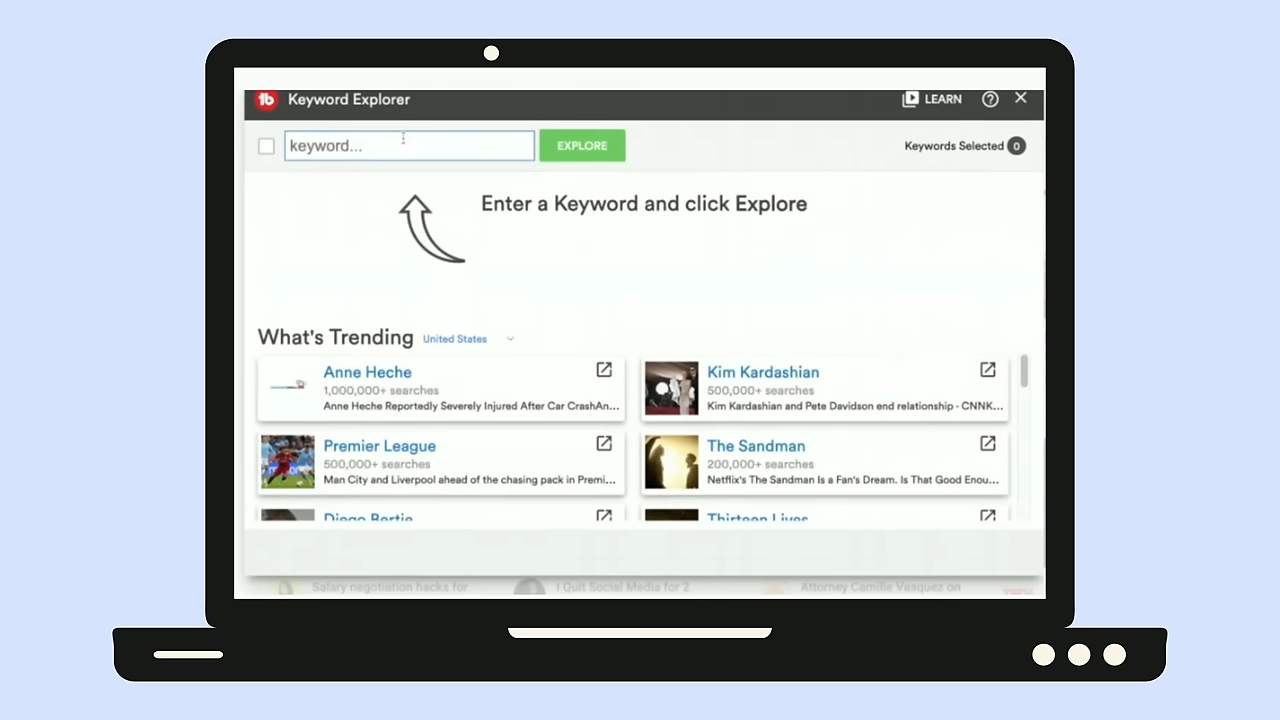 tb Keyword Explorer LEARN ?
keyword... EXPLORE Keywords Selected 0
Enter a Keyword and click Explore
What's Trending United States
Anne Heche
1,000,000+ searches
Anne Heche Reportedly Severely Injured After Car CrashAn...
Kim Kardashian
500,000+ searches
Kim Kardashian and Pete Davidson end relationship - CNNK...
Premier League
500,000+ searches
Man City and Liverpool ahead of the chasing pack in Premi...
The Sandman
200,000+ searches
Netflix's The Sandman Is a Fan's Dream. Is That Good Enou...
Diogo Bertie
Thirteen Lives
Salary negotiation hacks for
I Quit Social Media for 2
Attorney Camille Vasquez on